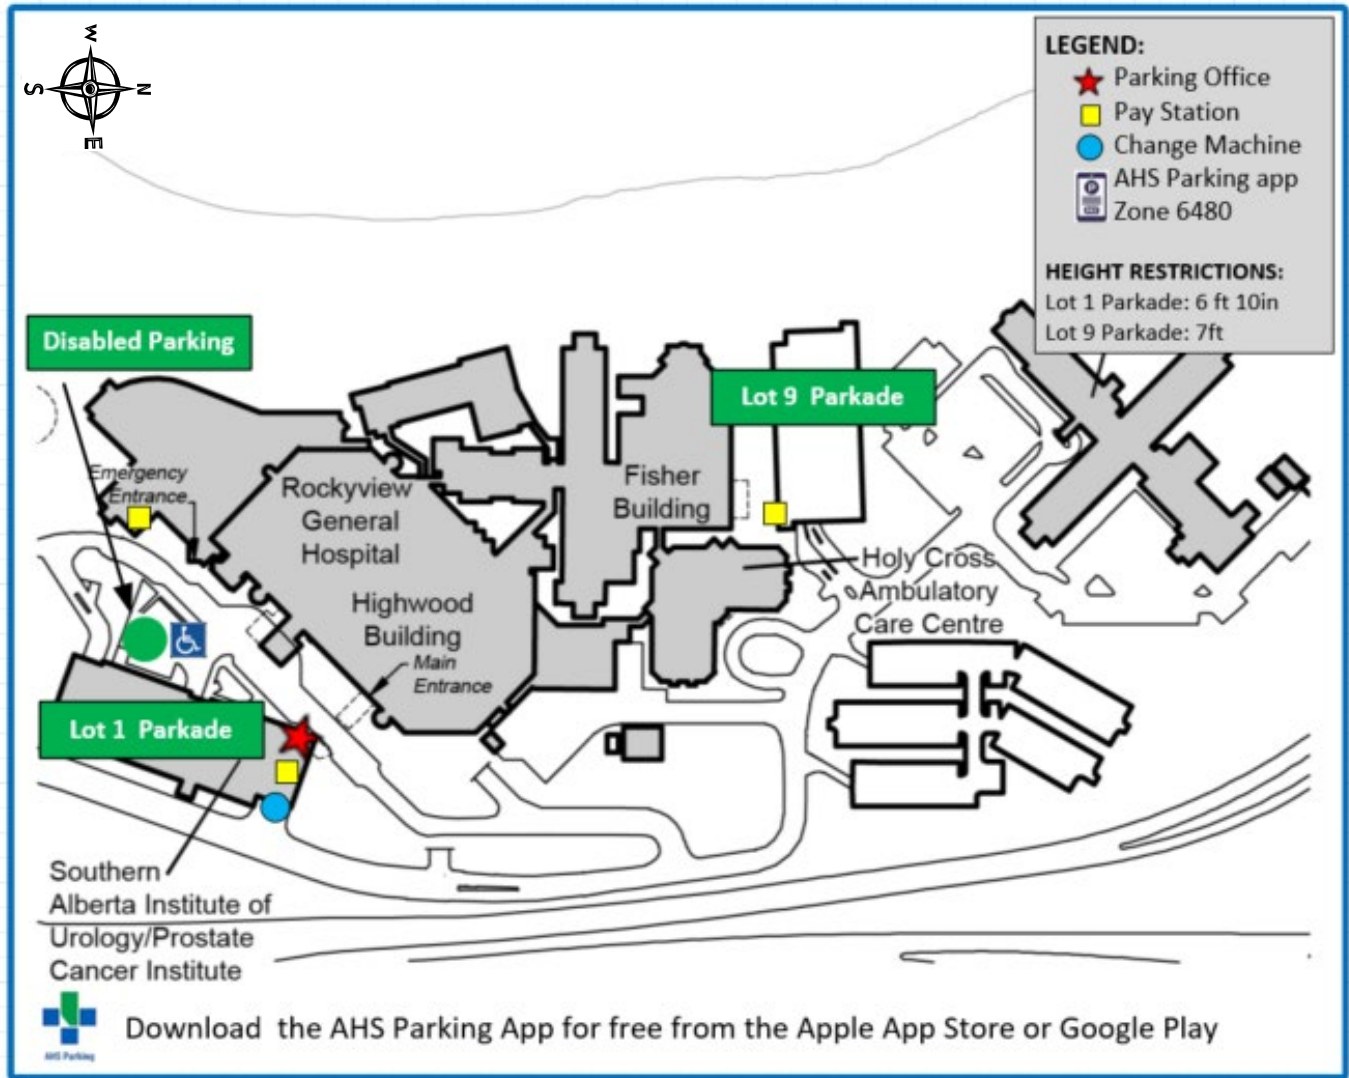 W
S
N
E
LEGEND:
Parking Office
Pay Station
Change Machine
AHS Parking app
Zone 6480
HEIGHT RESTRICTIONS:
Lot 1 Parkade: 6 ft 10in
Lot 9 Parkade: 7ft
Disabled Parking
Lot 9 Parkade
Emergency
Entrance
Rockyview
General
Hospital
Fisher
Building
Highwood
Building
Main
Entrance
Holy Cross
Ambulatory
Care Centre
Lot 1 Parkade
Southern
Alberta Institute of
Urology/Prostate
Cancer Institute
AHS Parking
Download the AHS Parking App for free from the Apple App Store or Google Play